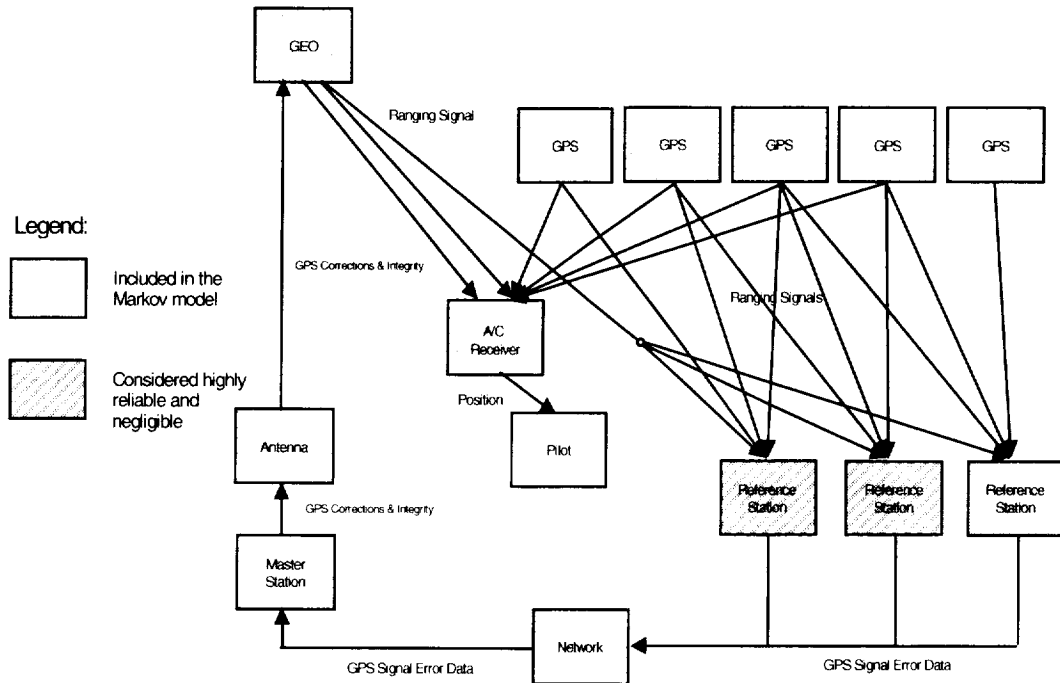 GEO
Ranging Signal
GPS
GPS
GPS
GPS
GPS
Legend:
Included in the
Markov model
GPS Corrections & Integrity
Ranging Signals
A/C
Receiver
Considered highly
reliable and
negligible
Position
Antenna
Pilot
Reference
Station
Reference
Station
Reference
Station
GPS Corrections & Integrity
Master
Station
Network
GPS Signal Error Data
GPS Signal Error Data